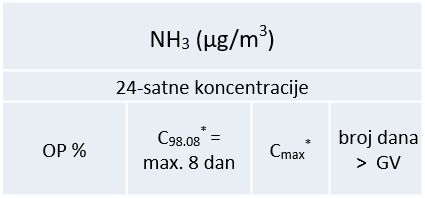 NH₃ (µg/m³)
24-satne koncentracije
OP %
C₉₈.₀₈* =
max. 8 dan
Cₘₐₓ*
broj dana
> GV